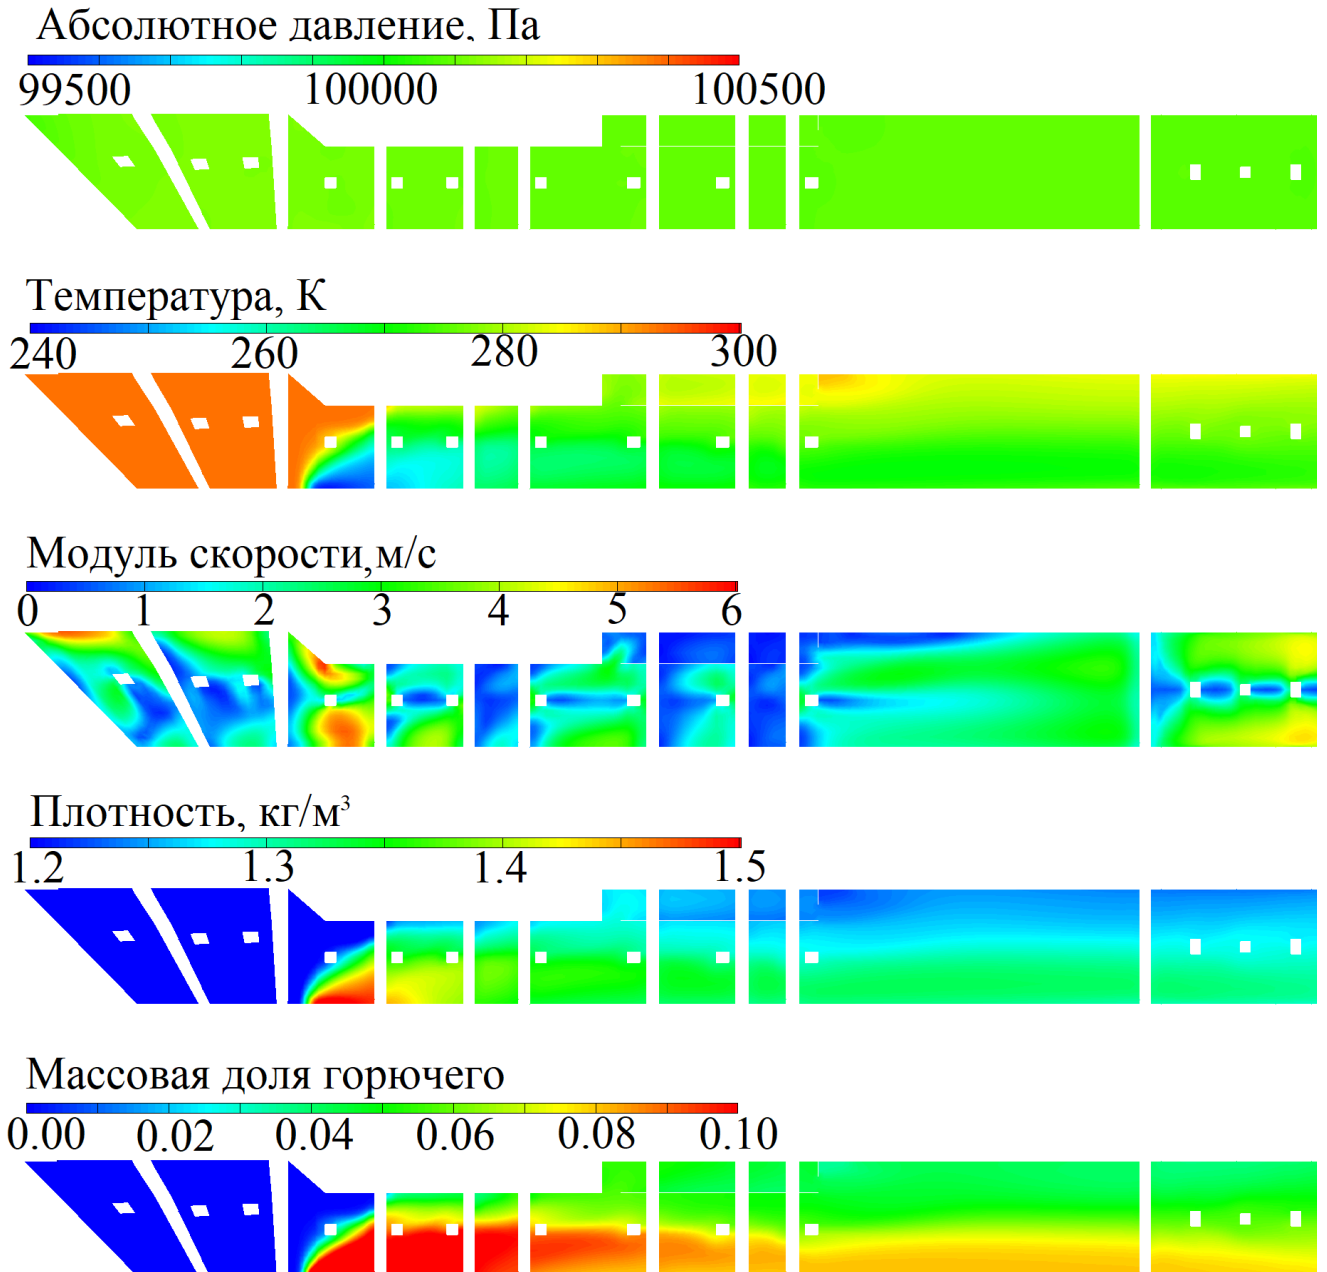 Абсолютное давление, Па
99500 100000 100500
Температура, К
240 260 280 300
Модуль скорости,м/с
0 1 2 3 4 5 6
Плотность, кг/м³
1.2 1.3 1.4 1.5
Массовая доля горючего
0.00 0.02 0.04 0.06 0.08 0.10